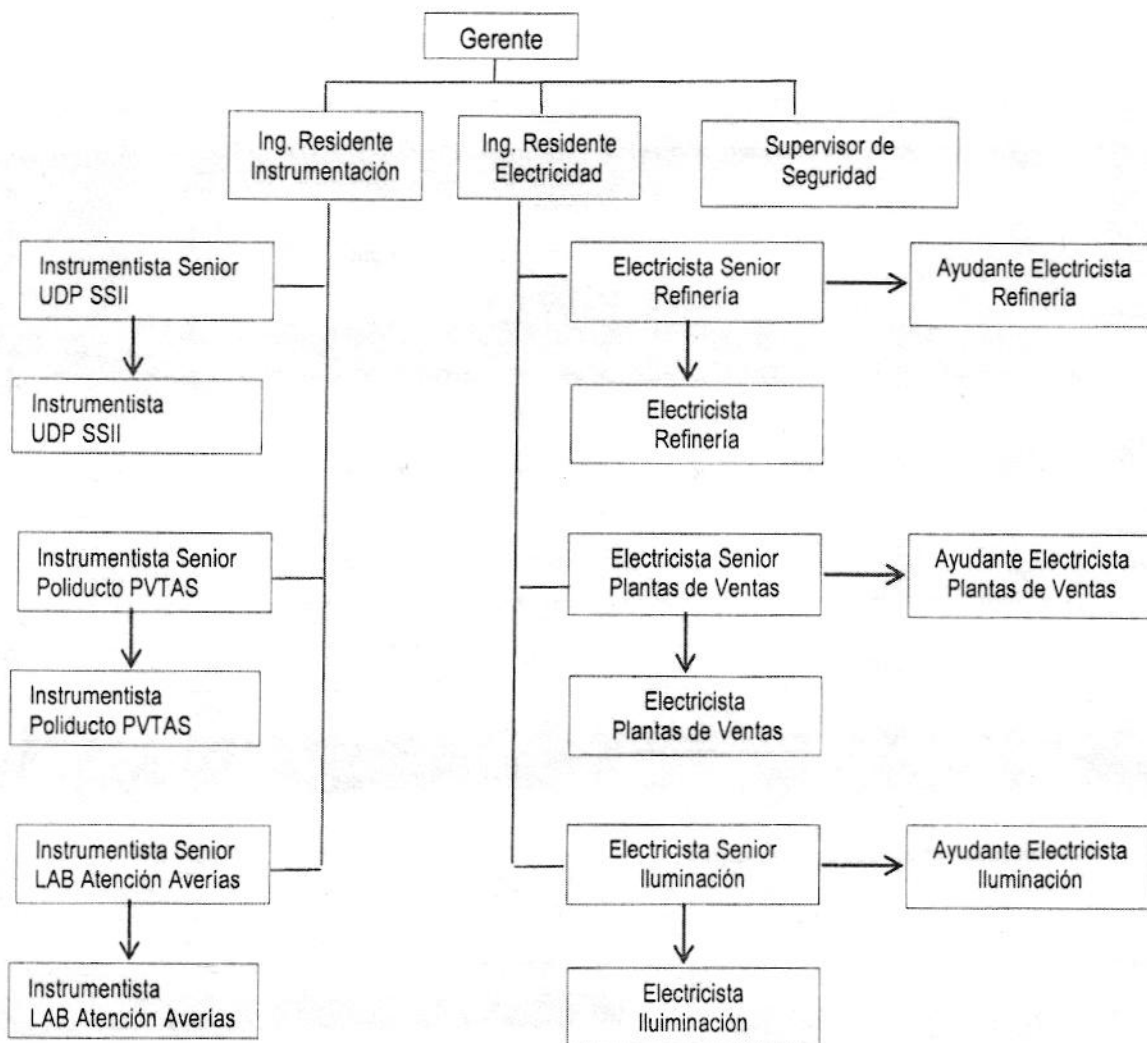 Gerente
Ing. Residente
Instrumentación
Ing. Residente
Electricidad
Supervisor de
Seguridad
Instrumentista Senior
UDP SSII
Electricista Senior
Refinería
Ayudante Electricista
Refinería
Instrumentista
UDP SSII
Electricista
Refinería
Instrumentista Senior
Poliducto PVTAS
Electricista Senior
Plantas de Ventas
Ayudante Electricista
Plantas de Ventas
Instrumentista
Poliducto PVTAS
Electricista
Plantas de Ventas
Instrumentista Senior
LAB Atención Averías
Electricista Senior
Iluminación
Ayudante Electricista
Iluminación
Instrumentista
LAB Atención Averías
Electricista
Iluiminación